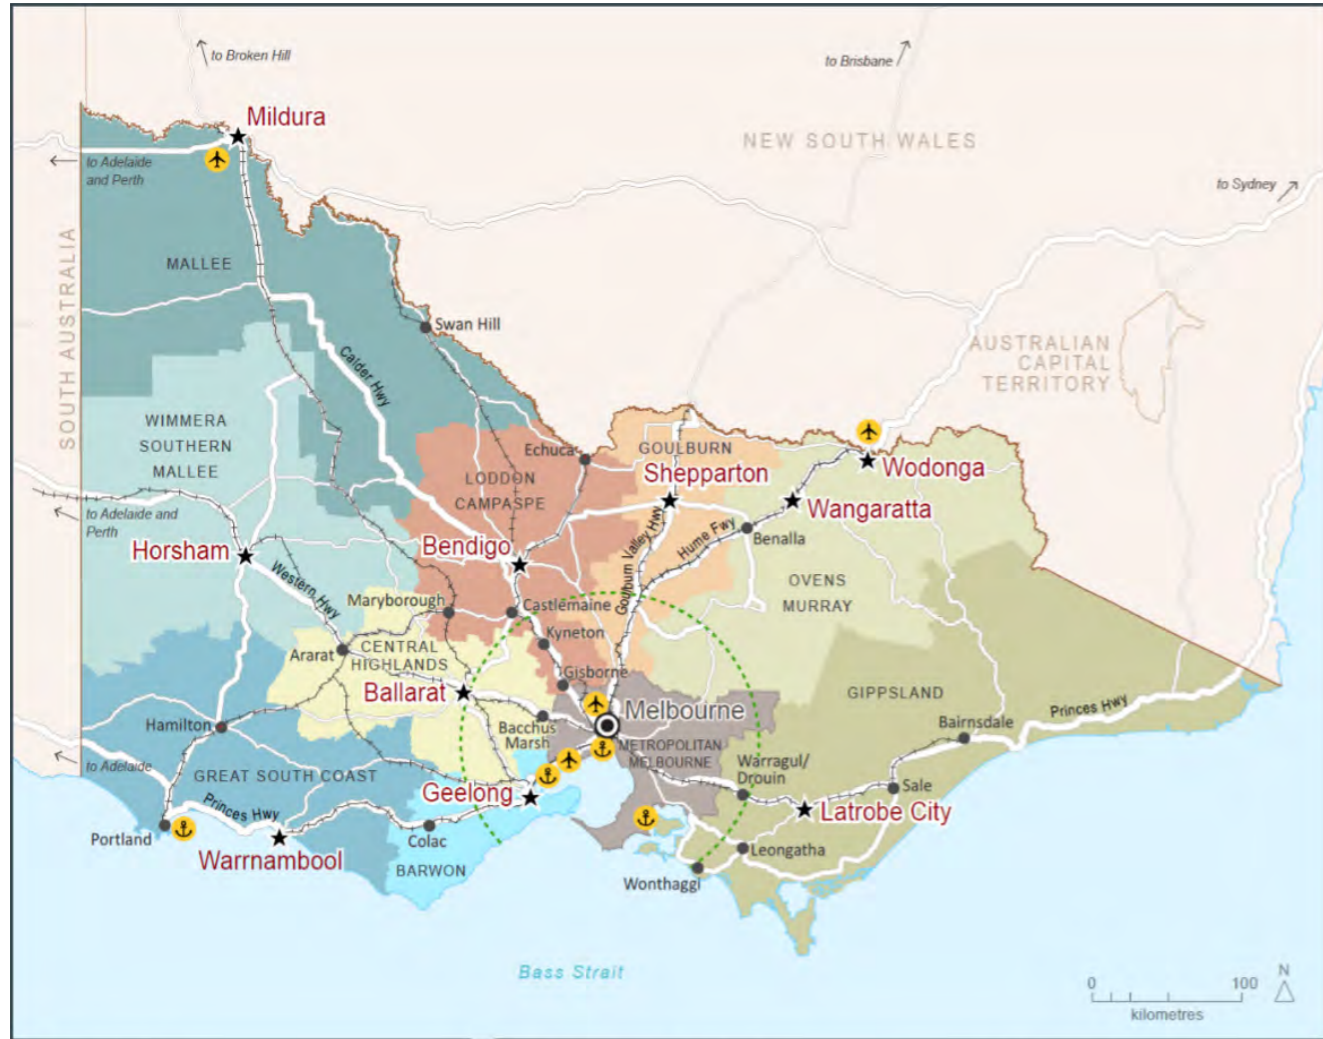 to Broken Hill
to Brisbane
Mildura
NEW SOUTH WALES
to Adelaide
and Perth
to Sydney
SOUTH AUSTRALIA
MALLEE
Swan Hill
AUSTRALIAN
CAPITAL
TERRITORY
Calder Hwy
WIMMERA
SOUTHERN
MALLEE
Echuca
GOULBURN
Shepparton
Wodonga
LODDON
CAMPASPE
Wangaratta
to Adelaide and
Perth
Horsham
Bendigo
Goulburn Valley Hwy
Hume Fwy
Benalla
Western Hwy
OVENS
MURRAY
Maryborough
Castlemaine
Kyneton
Ararat
CENTRAL
HIGHLANDS
Gisborne
Ballarat
GIPPSLAND
Princes Hwy
Melbourne
Hamilton
Bacchus
Marsh
Bairnsdale
METROPOLITAN
MELBOURNE
to Adelaide
GREAT SOUTH COAST
Warragul/
Drouin
Geelong
Sale
Princes Hwy
Latrobe City
Portland
Colac
Warrnambool
Leongatha
BARWON
Wonthaggi
Bass Strait
N
0 100
kilometres